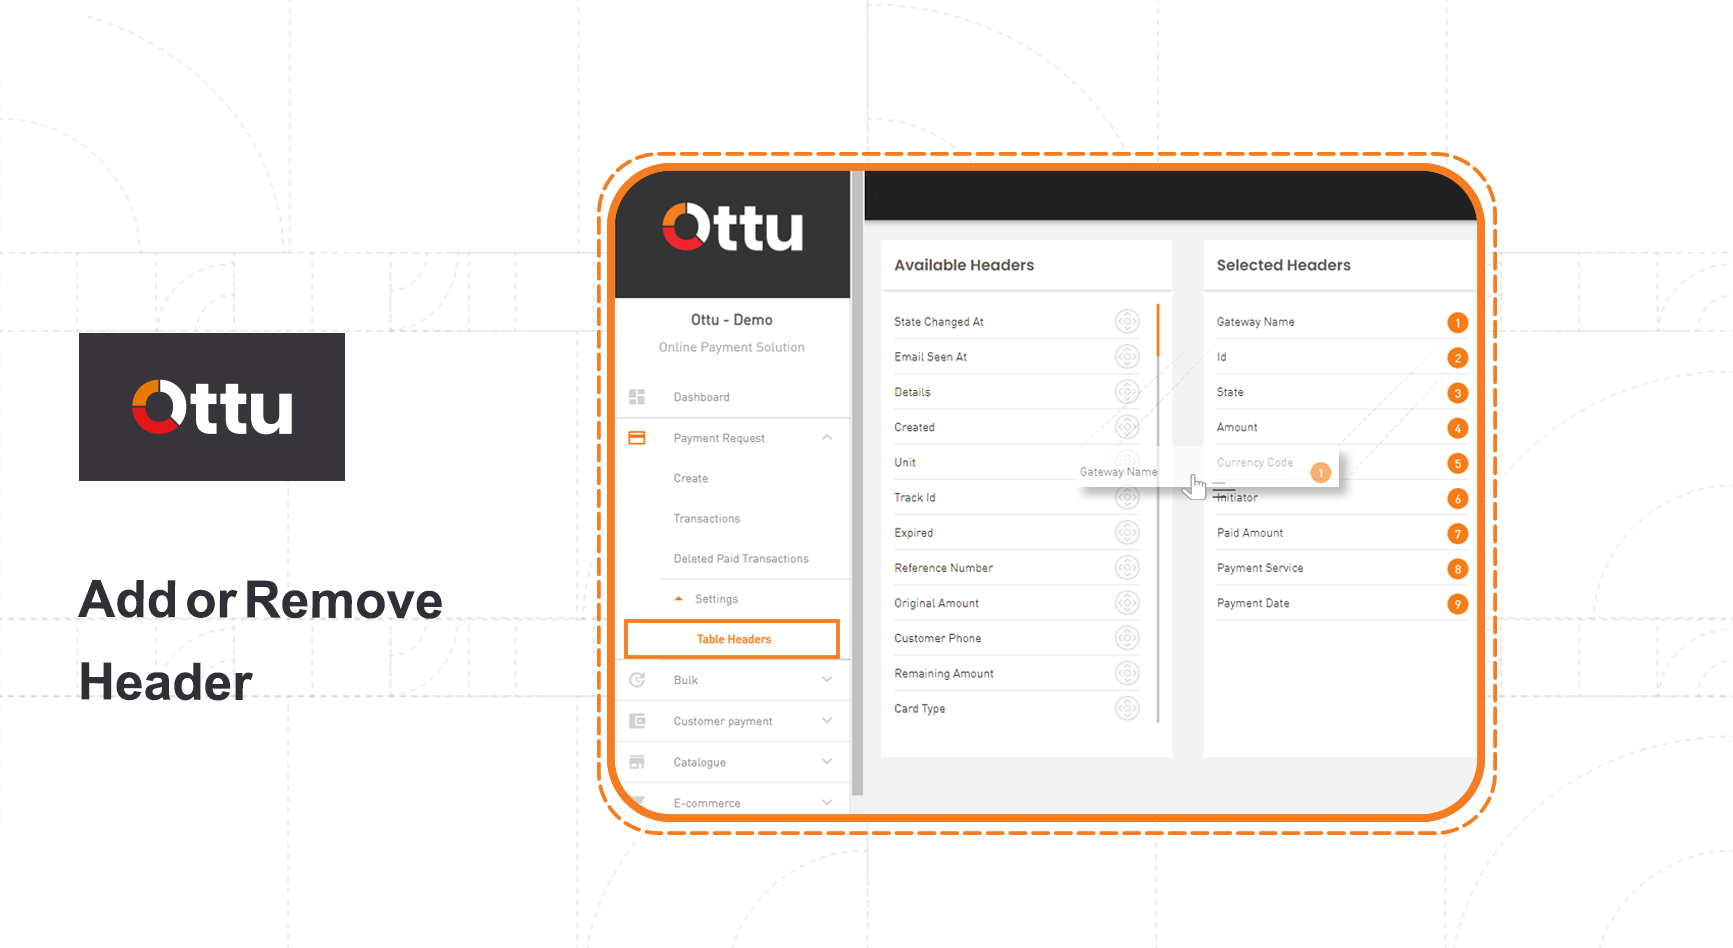 Ottu
Add or Remove
Header
Ottu
Ottu - Demo
Online Payment Solution
Dashboard
Payment Request
Create
Transactions
Deleted Paid Transactions
Settings
Table Headers
Bulk
Customer payment
Catalogue
E-commerce
Available Headers
State Changed At
Email Seen At
Details
Created
Unit
Track Id
Expired
Reference Number
Original Amount
Customer Phone
Remaining Amount
Card Type
Gateway Name 1
Selected Headers
Gateway Name 1
Id 2
State 3
Amount 4
Currency Code 5
Initiator 6
Paid Amount 7
Payment Service 8
Payment Date 9